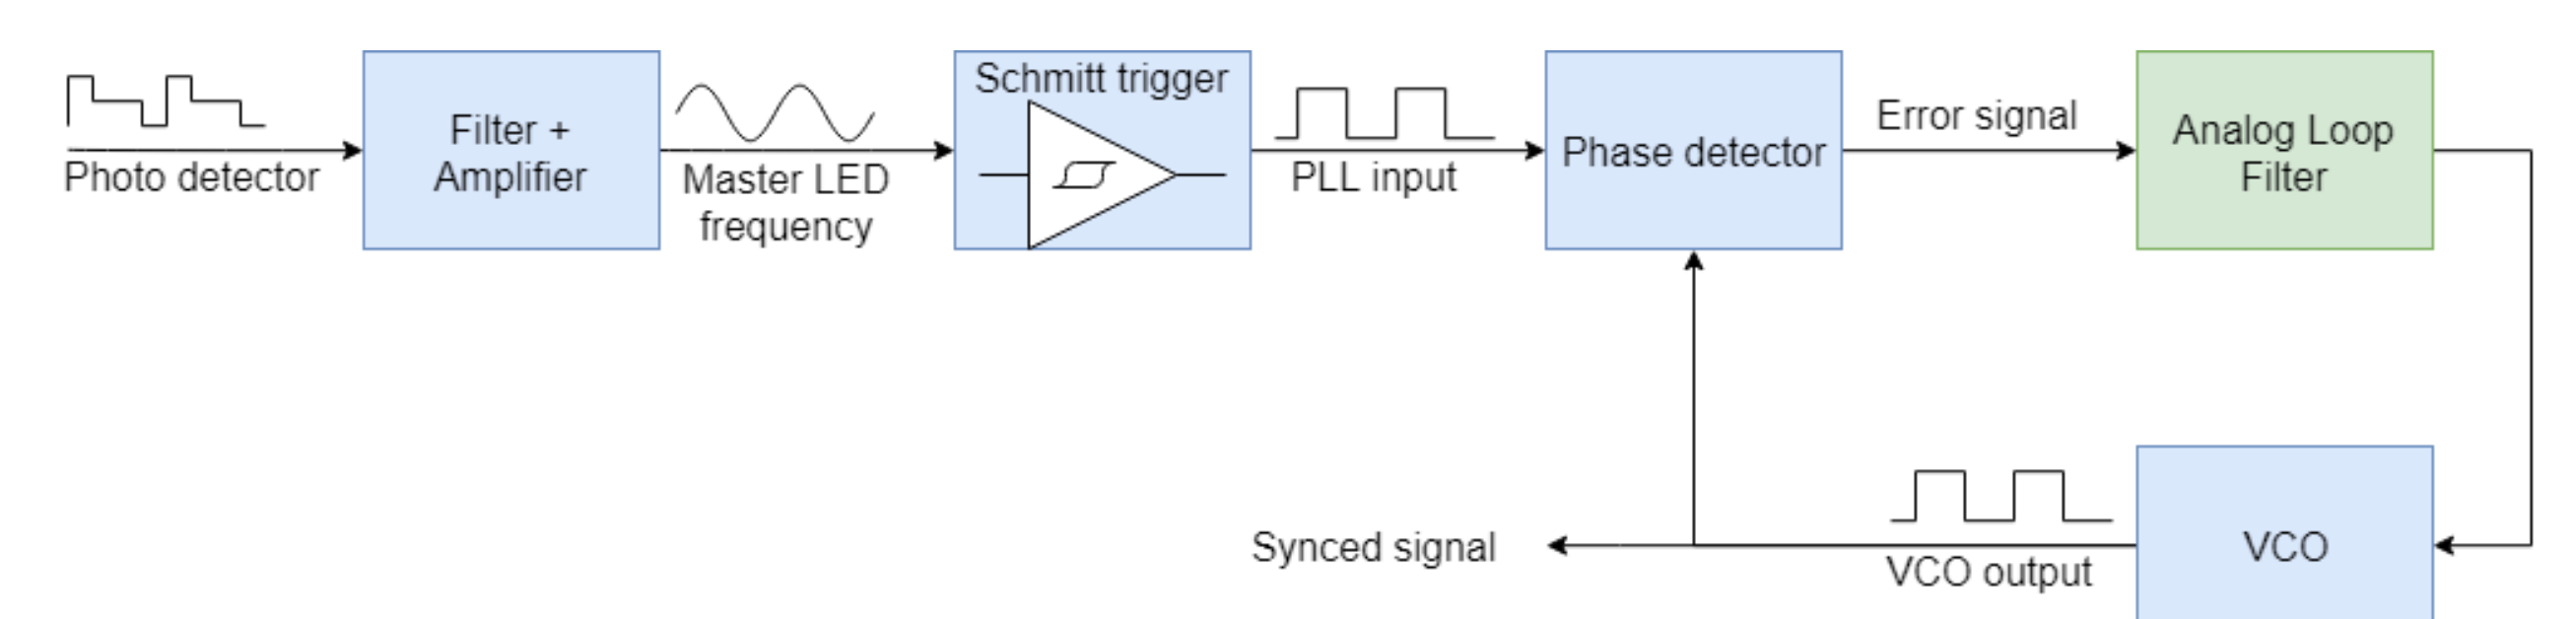 Photo detector
Filter +
Amplifier
Master LED
frequency
Schmitt trigger
PLL input
Phase detector
Error signal
Analog Loop
Filter
Synced signal
VCO output
VCO